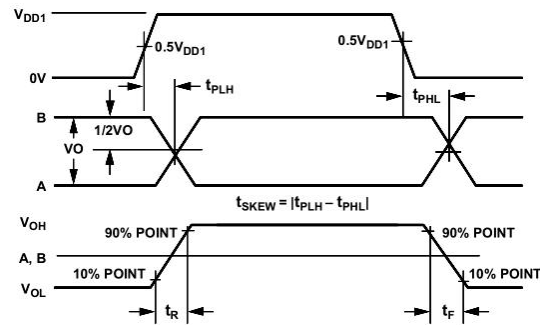 VDD1
0.5VDD1
0.5VDD1
0V
tPLH
tPHL
B
1/2VO
VO
A
tSKEW = |tPLH – tPHL|
VOH
90% POINT
90% POINT
A, B
10% POINT
10% POINT
VOL
tR
tF